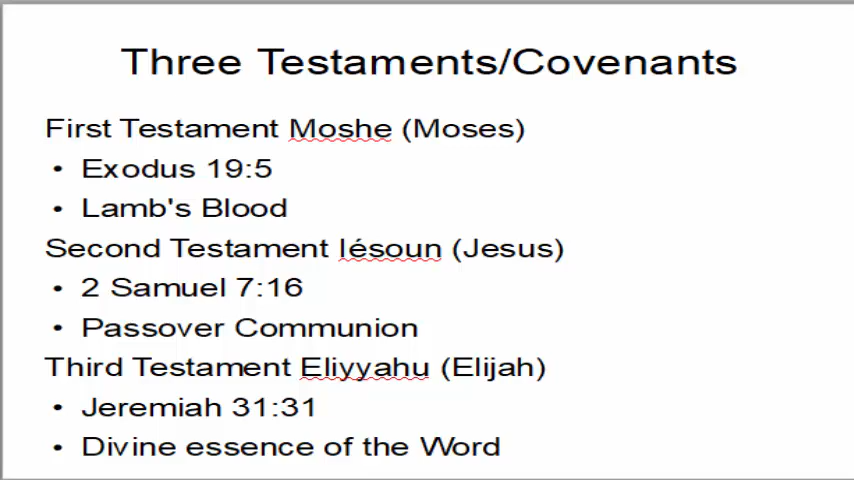 Three Testaments/Covenants
First Testament Moshe (Moses)
• Exodus 19:5
• Lamb's Blood
Second Testament Iésoun (Jesus)
• 2 Samuel 7:16
• Passover Communion
Third Testament Eliyyahu (Elijah)
• Jeremiah 31:31
• Divine essence of the Word